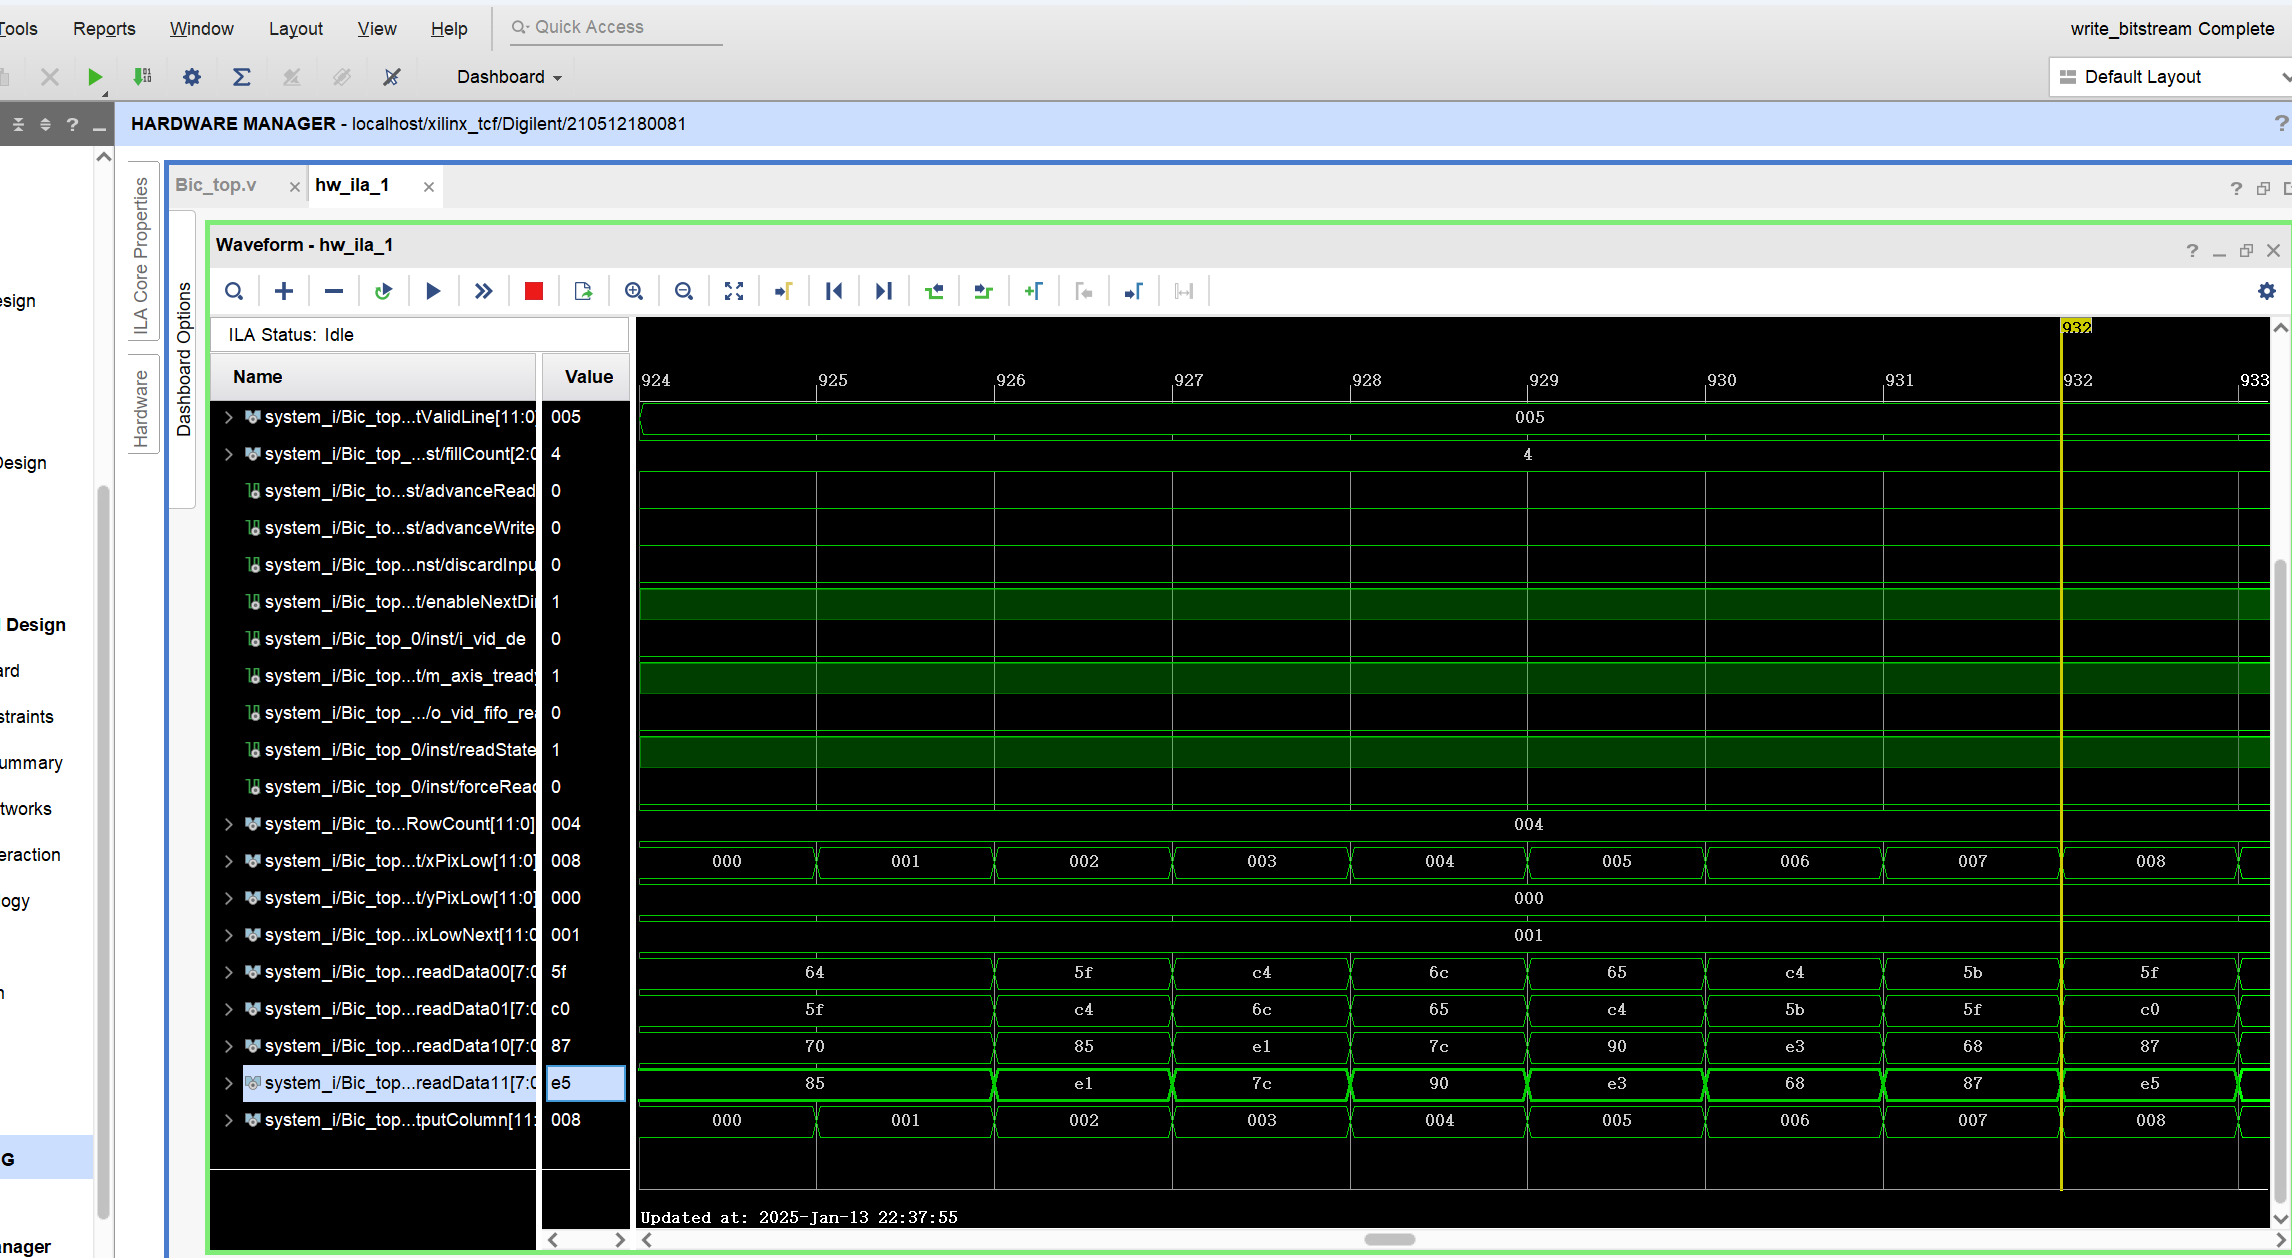 Tools Reports Window Layout View Help Quick Access write_bitstream Complete
Dashboard Default Layout
HARDWARE MANAGER - localhost/xilinx_tcf/Digilent/210512180081 ?
Bic_top.v × hw_ila_1 ×
ILA Core Properties
Hardware
Dashboard Options
Waveform - hw_ila_1
ILA Status: Idle
Name Value
932
924 925 926 927 928 929 930 931 932 933
system_i/Bic_top...tValidLine[11:0] 005 005
system_i/Bic_top_...st/fillCount[2:0 4 4
system_i/Bic_to...st/advanceRead 0
system_i/Bic_to...st/advanceWrite 0
system_i/Bic_top...nst/discardInpu 0
system_i/Bic_top...t/enableNextDi 1
system_i/Bic_top_0/inst/i_vid_de 0
system_i/Bic_top...t/m_axis_tready 1
system_i/Bic_top_.../o_vid_fifo_re 0
system_i/Bic_top_0/inst/readState 1
system_i/Bic_top_0/inst/forceRead 0
system_i/Bic_to...RowCount[11:0] 004 004
system_i/Bic_top...t/xPixLow[11:0] 008 000 001 002 003 004 005 006 007 008
system_i/Bic_top...t/yPixLow[11:0] 000 000
system_i/Bic_top...ixLowNext[11:0 001 001
system_i/Bic_top...readData00[7:0 5f 64 5f c4 6c 65 c4 5b 5f
system_i/Bic_top...readData01[7:0 c0 5f c4 6c 65 c4 5b 5f c0
system_i/Bic_top...readData10[7:0 87 70 85 e1 7c 90 e3 68 87
system_i/Bic_top...readData11[7:0 e5 85 e1 7c 90 e3 68 87 e5
system_i/Bic_top...tputColumn[11: 008 000 001 002 003 004 005 006 007 008
Updated at: 2025-Jan-13 22:37:55
esign
Design
Design
ard
straints
ummary
tworks
eraction
ogy
n
G
anager